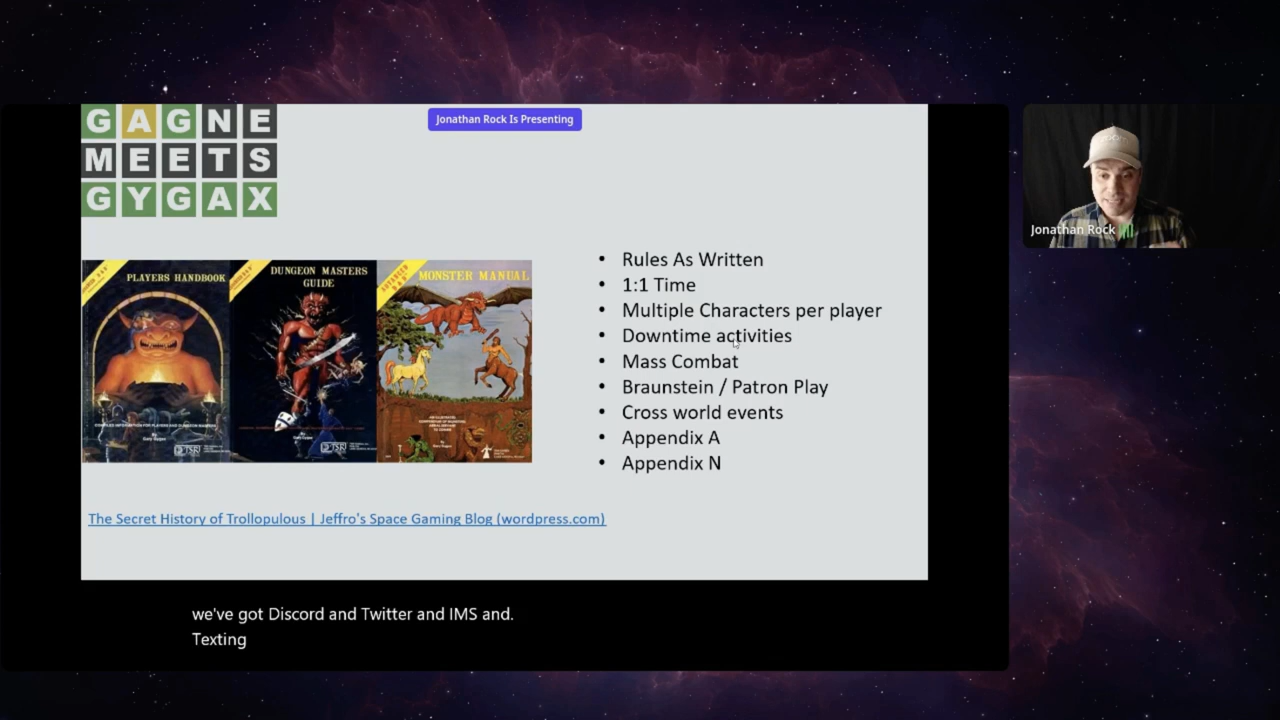 GAGNE
MEETS
GYGAX
Jonathan Rock Is Presenting
PLAYERS HANDBOOK
DUNGEON MASTERS
GUIDE
MONSTER MANUAL
• Rules As Written
• 1:1 Time
• Multiple Characters per player
• Downtime activities
• Mass Combat
• Braunstein / Patron Play
• Cross world events
• Appendix A
• Appendix N
The Secret History of Trollopulous | Jeffro's Space Gaming Blog (wordpress.com)
we've got Discord and Twitter and IMS and.
Texting
Jonathan Rock